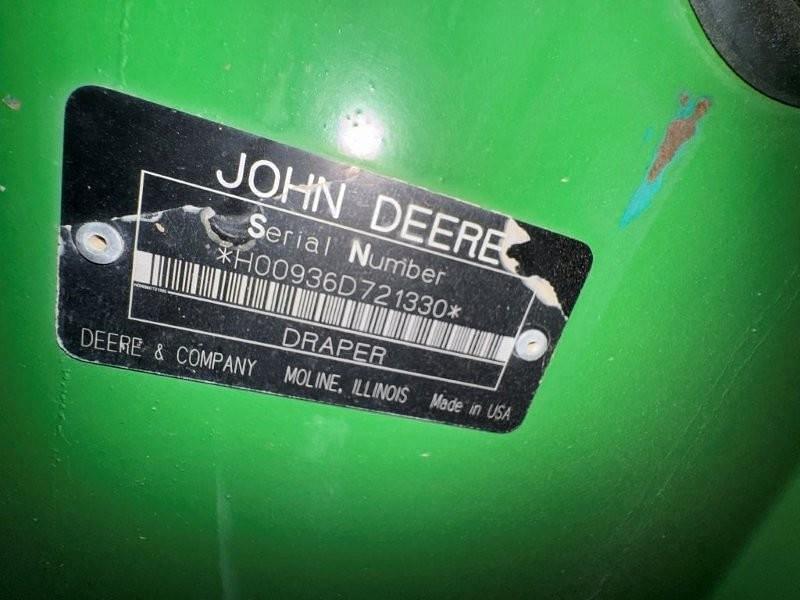 JOHN DEERE
Serial Number
*H00936D721330*
DRAPER
DEERE & COMPANY MOLINE, ILLINOIS Made in USA